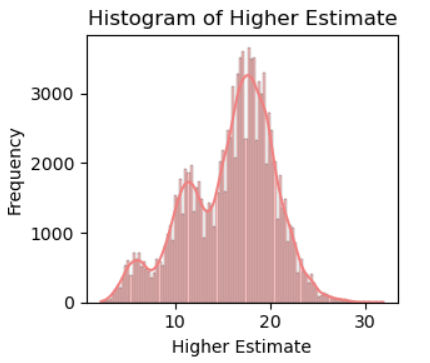 Histogram of Higher Estimate
3000
2000
1000
0
Frequency
10 20 30
Higher Estimate